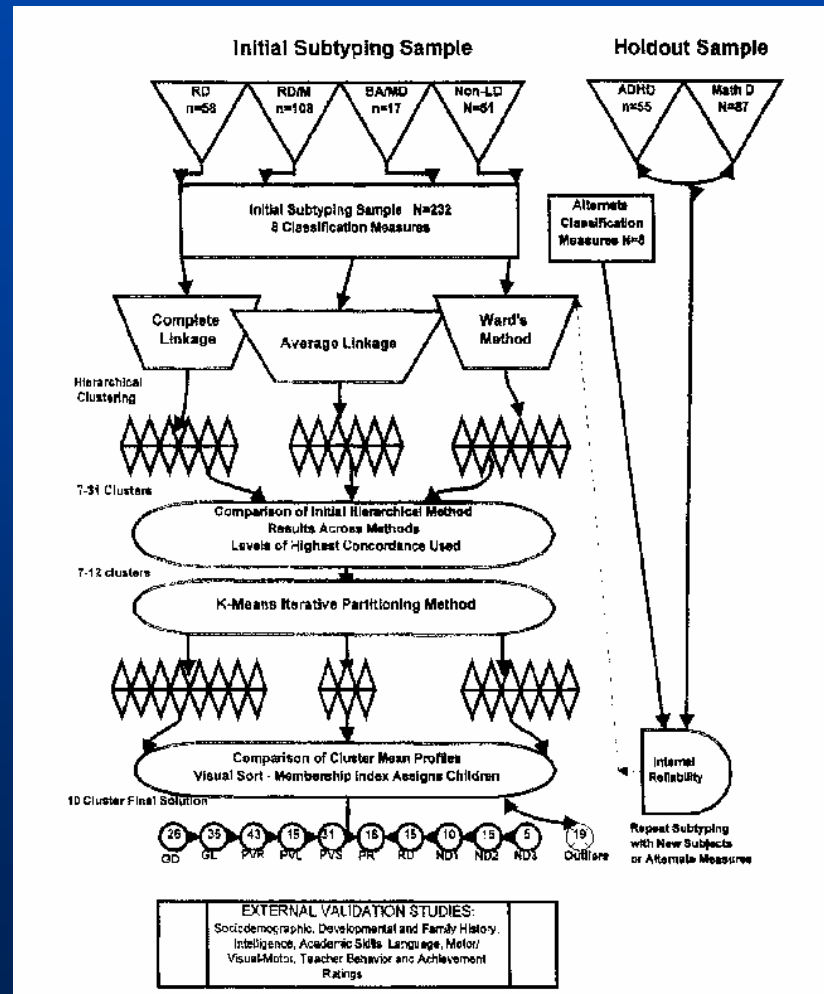 Initial Subtyping Sample
Holdout Sample
RD
n=58
RD/M
n=108
BA/MD
n=17
Non-LD
N=51
ADRD
n=55
Math D
N=87
Initial Subtyping Sample N=232
8 Classification Measures
Alternate
Classification
Measures N=8
Complete
Linkage
Average Linkage
Ward's
Method
Hierarchical
Clustering
7-31 Clusters
Comparison of Initial Hierarchical Method
Results Across Methods
Levels of Highest Concordance Used
7-12 clusters
K-Means Iterative Partitioning Method
Comparison of Cluster Mean Profiles
Visual Sort - Membership Index Assigns Children
Internal
Reliability
10 Cluster Final Solution
Repeat Subtyping
with New Subjects
or Alternate Measures
26 35 43 15 31 18 15 10 15 5 19
GD GL PVR PVL PVS PR RD ND1 ND2 ND3 Outliers
EXTERNAL VALIDATION STUDIES:
Sociodemographic, Developmental and Family History,
Intelligence, Academic Skills, Language, Motor/
Visual-Motor, Teacher Behavior and Achievement
Ratings